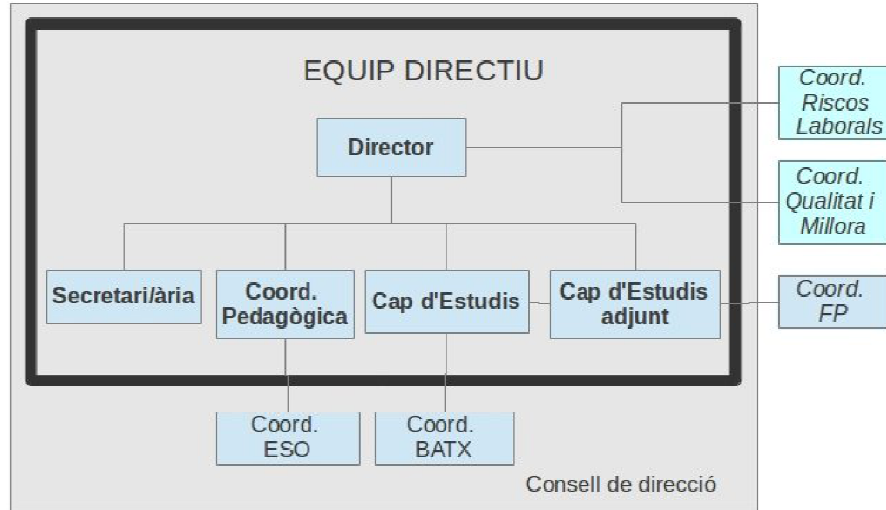 EQUIP DIRECTIU
Director
Coord.
Riscos
Laborals
Coord.
Qualitat i
Millora
Secretari/ària
Coord.
Pedagògica
Cap d'Estudis
Cap d'Estudis
adjunt
Coord.
FP
Coord.
ESO
Coord.
BATX
Consell de direcció